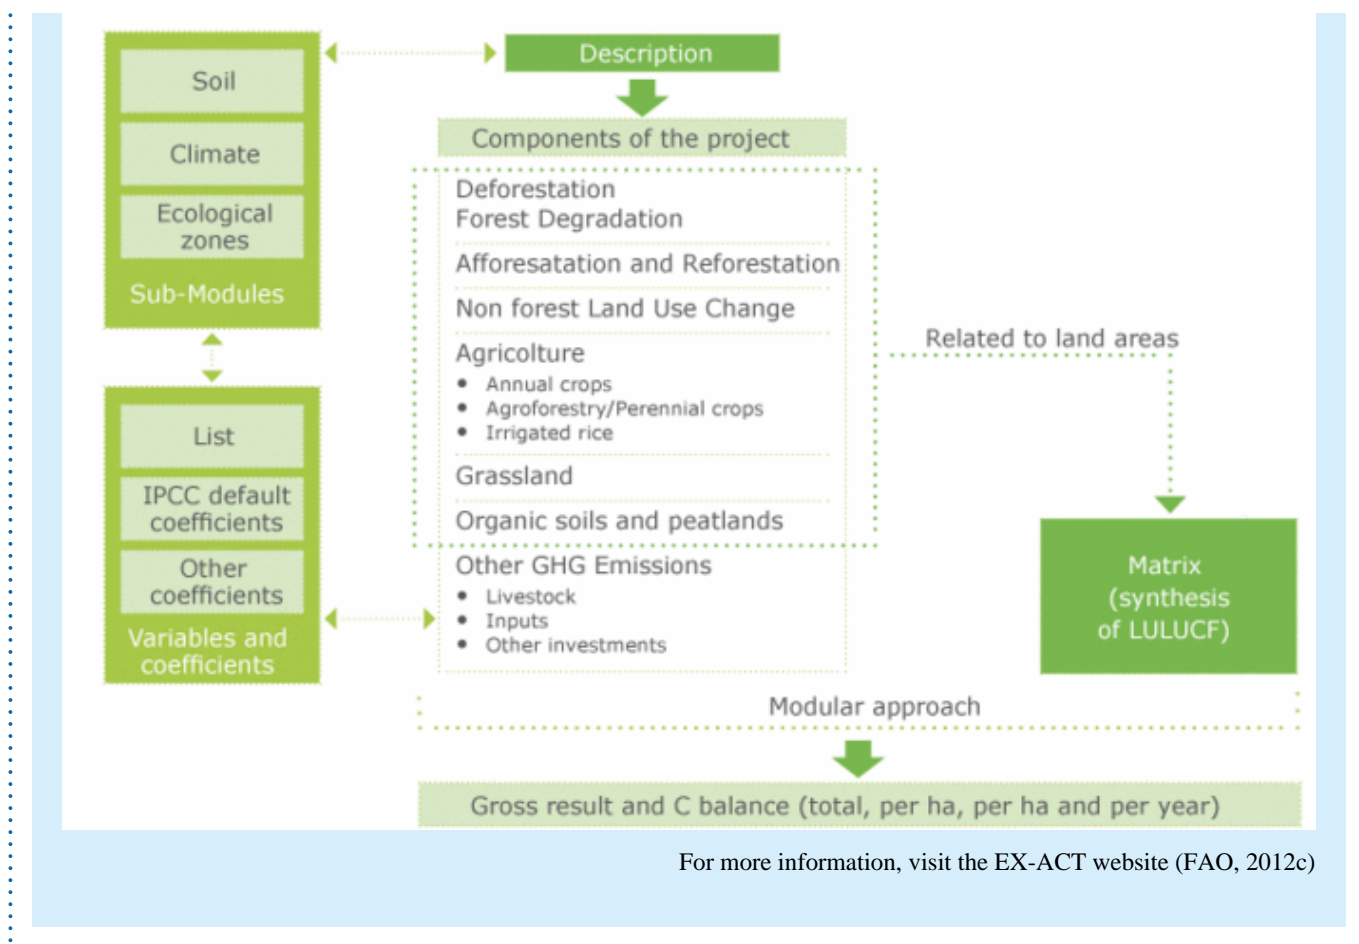 Soil
Climate
Ecological
zones
Sub-Modules
List
IPCC default
coefficients
Other
coefficients
Variables and
coefficients
Description
Components of the project
Deforestation
Forest Degradation
Afforesatation and Reforestation
Non forest Land Use Change
Agricolture
• Annual crops
• Agroforestry/Perennial crops
• Irrigated rice
Grassland
Organic soils and peatlands
Other GHG Emissions
• Livestock
• Inputs
• Other investments
Related to land areas
Matrix
(synthesis
of LULUCF)
Modular approach
Gross result and C balance (total, per ha, per ha and per year)
For more information, visit the EX-ACT website (FAO, 2012c)